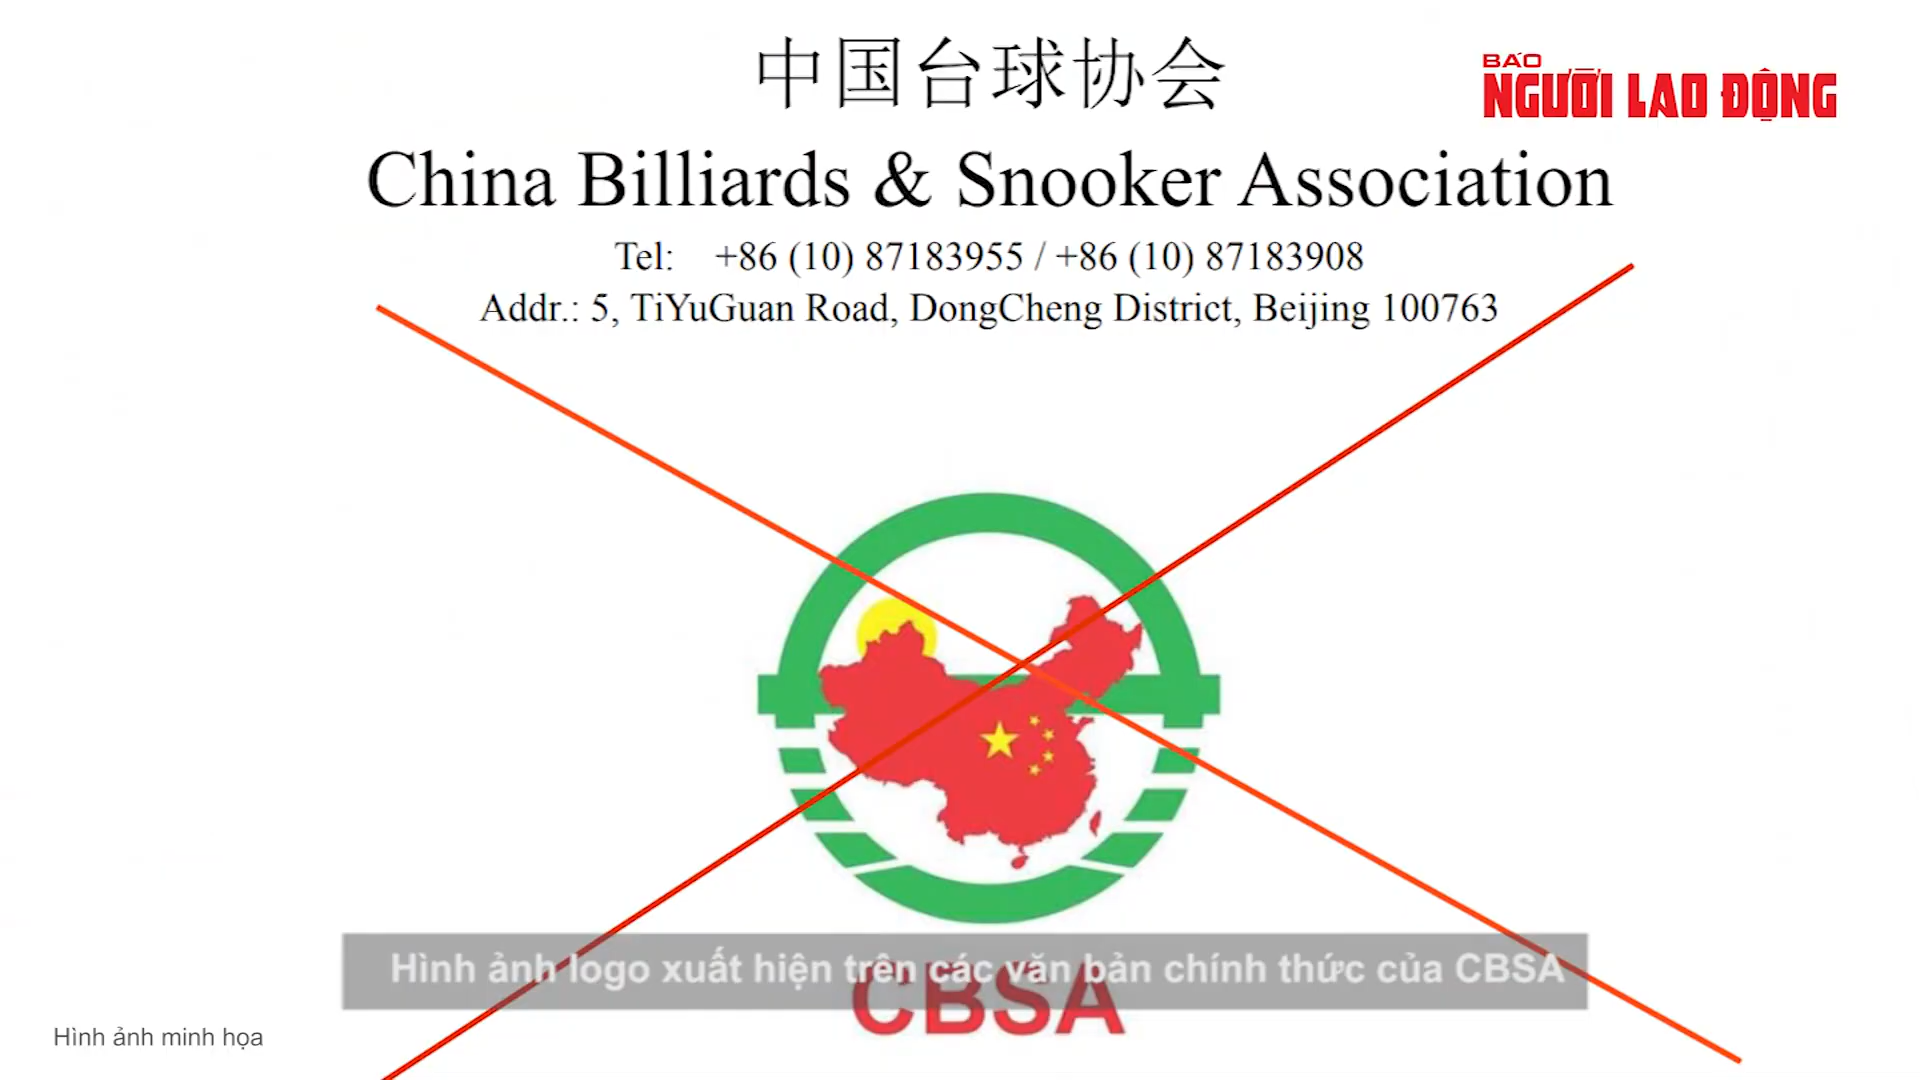 中国台球协会
BÁO
NGƯỜI LAO ĐỘNG
China Billiards & Snooker Association
Tel: +86 (10) 87183955 / +86 (10) 87183908
Addr.: 5, TiYuGuan Road, DongCheng District, Beijing 100763
Hình ảnh logo xuất hiện trên các văn bản chính thức của CBSA
CBSA
Hình ảnh minh họa